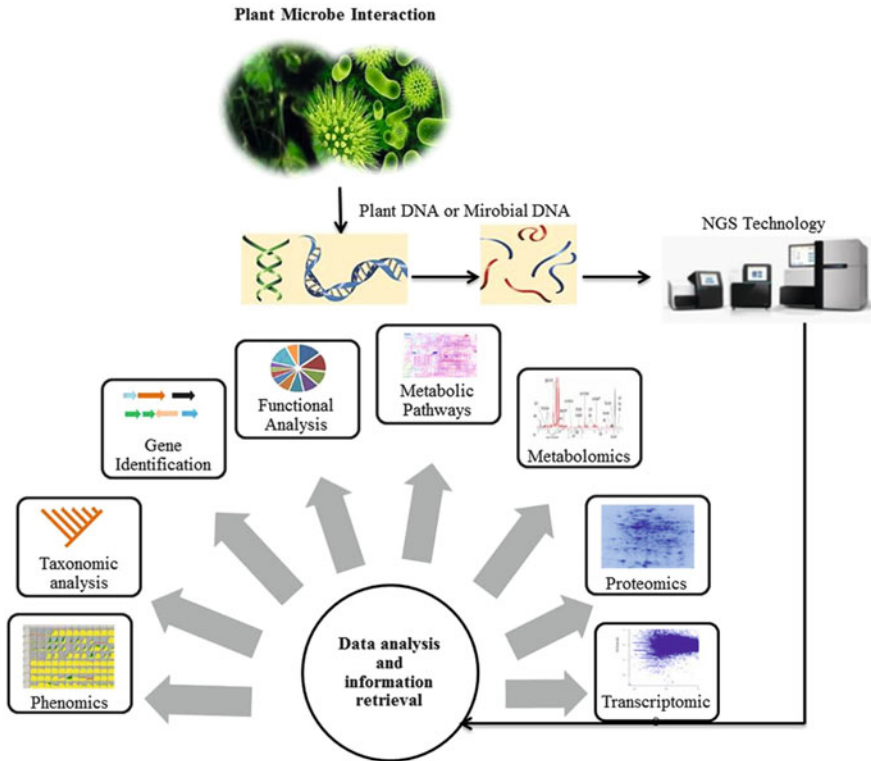 Plant Microbe Interaction
Plant DNA or Mirobial DNA
NGS Technology
Metabolic
Pathways
Functional
Analysis
Gene
Identification
Metabolomics
Taxonomic
analysis
Proteomics
Phenomics
Data analysis
and
information
retrieval
Transcriptomic
s